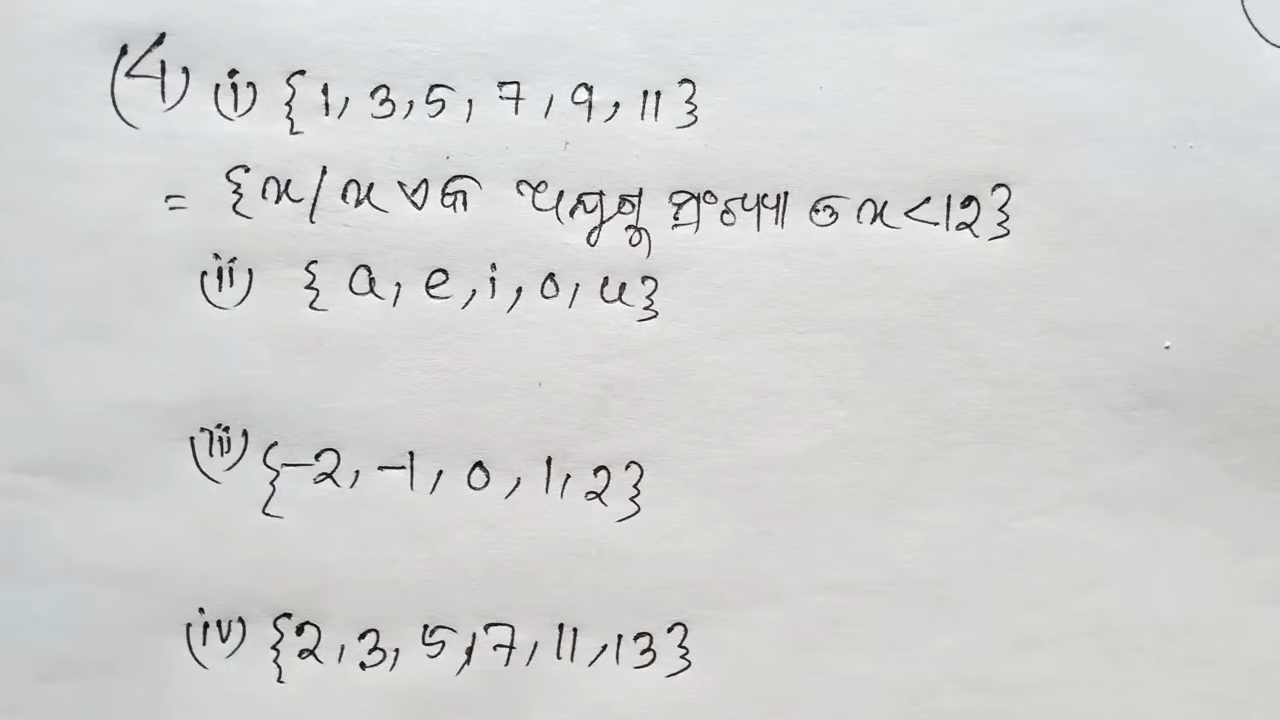 (4) (i) {1, 3, 5, 7, 9, 11}
= {x/x ଏକ ଅଯୁଗ୍ମ ସଂଖ୍ୟା ଓ x<12}
(ii) {a, e, i, o, u}
(iii) {-2, -1, 0, 1, 2}
(iv) {2, 3, 5, 7, 11, 13}